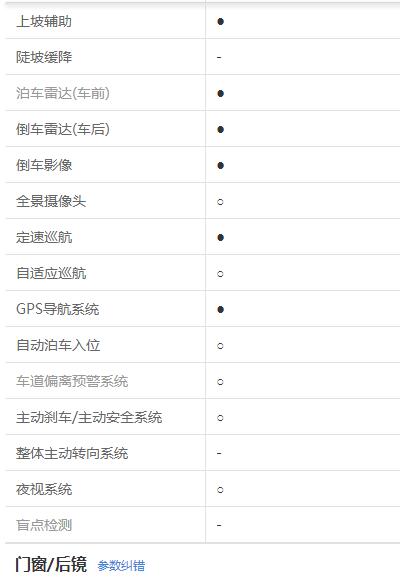 上坡辅助 ●
陡坡缓降 -
泊车雷达(车前) ●
倒车雷达(车后) ●
倒车影像 ●
全景摄像头 ○
定速巡航 ●
自适应巡航 ○
GPS导航系统 ●
自动泊车入位 ○
车道偏离预警系统 ○
主动刹车/主动安全系统 ○
整体主动转向系统 -
夜视系统 ○
盲点检测 -
门窗/后镜 参数纠错